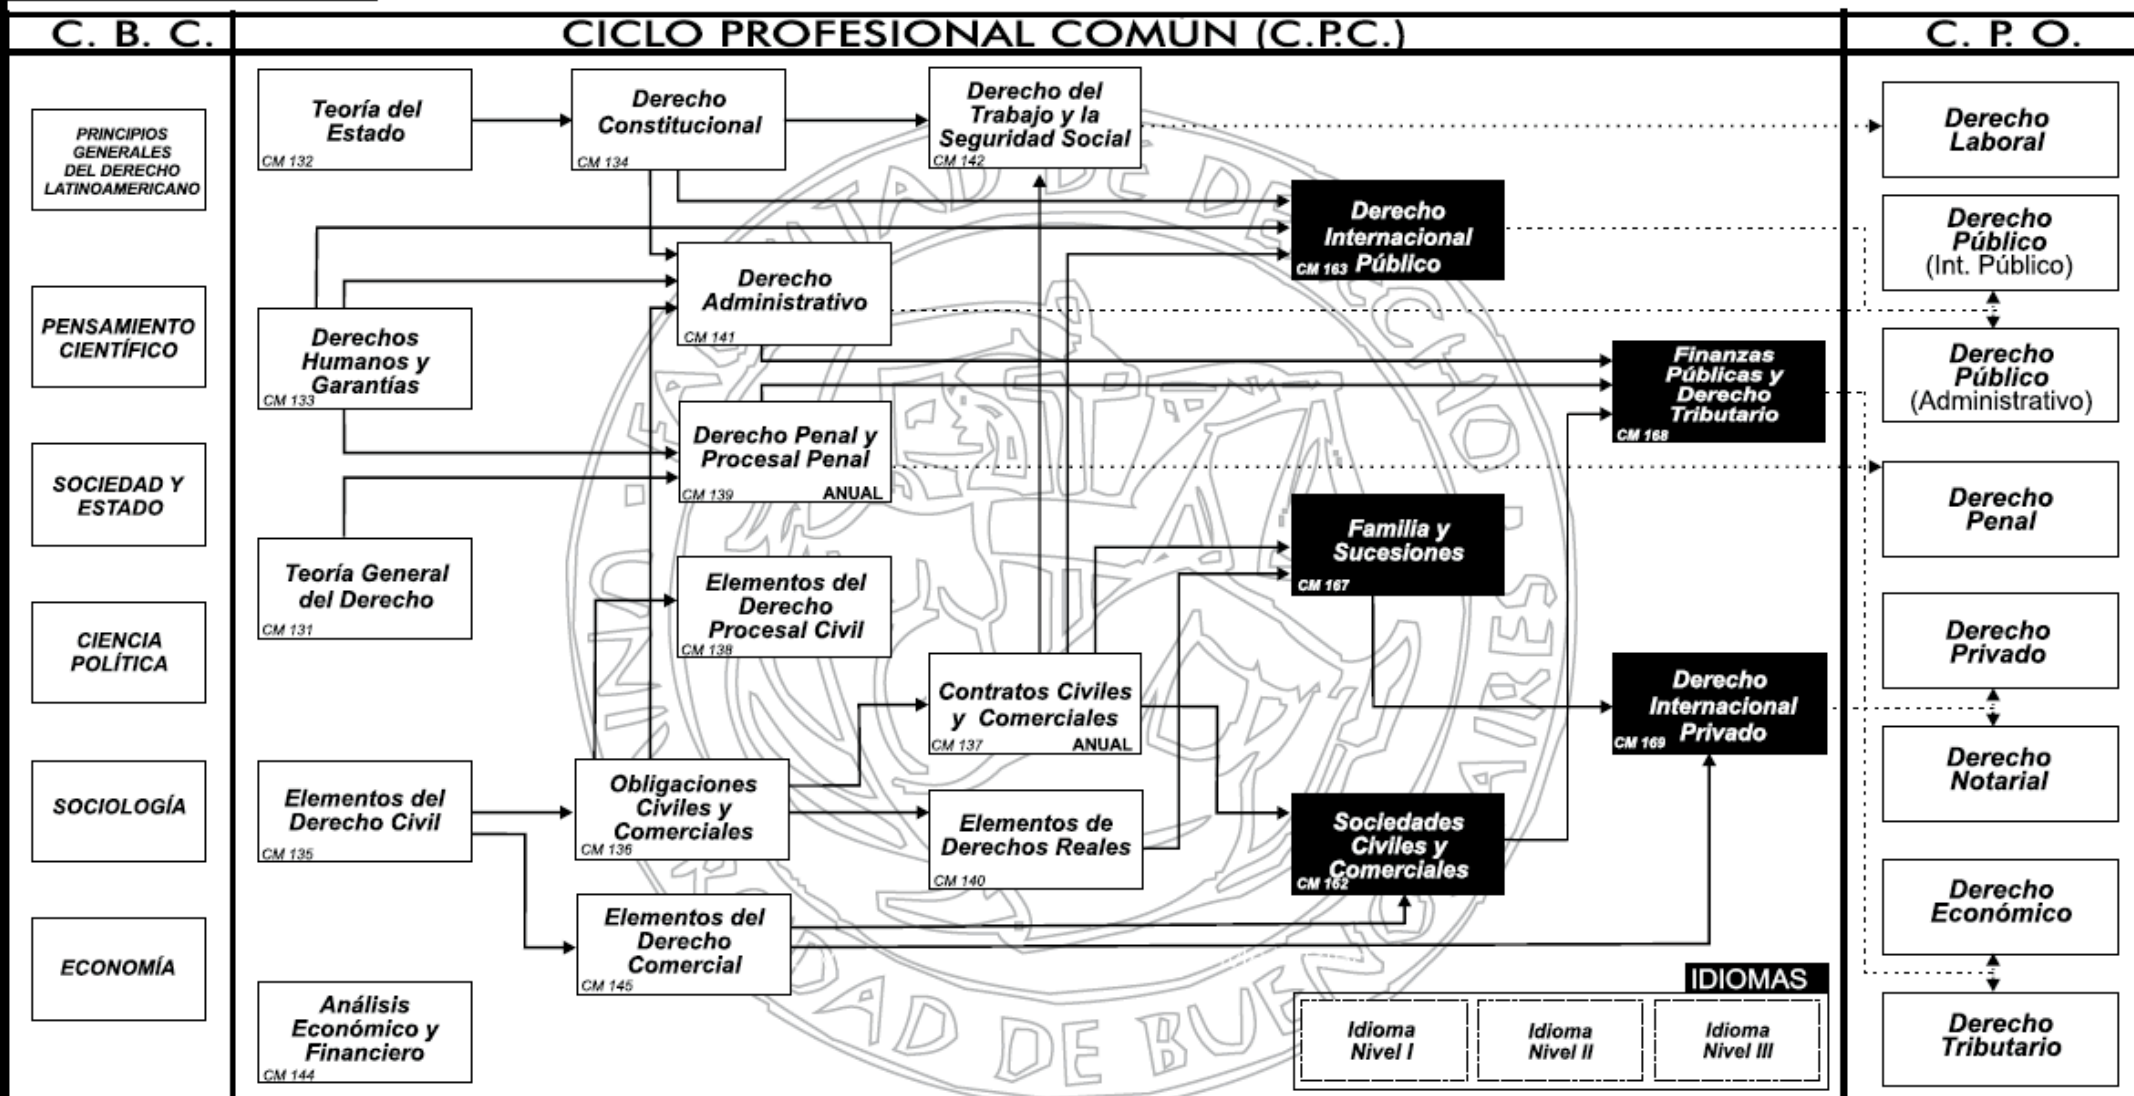 C. B. C.
CICLO PROFESIONAL COMÚN (C.P.C.)
C. P. O.
PRINCIPIOS
GENERALES
DEL DERECHO
LATINOAMERICANO
PENSAMIENTO
CIENTÍFICO
SOCIEDAD Y
ESTADO
CIENCIA
POLÍTICA
SOCIOLOGÍA
ECONOMÍA
Teoría del
Estado
CM 132
Derechos
Humanos y
Garantías
CM 133
Teoría General
del Derecho
CM 131
Elementos del
Derecho Civil
CM 135
Análisis
Económico y
Financiero
CM 144
Derecho
Constitucional
CM 134
Derecho
Administrativo
CM 141
Derecho Penal y
Procesal Penal
CM 139 ANUAL
Elementos del
Derecho
Procesal Civil
CM 138
Obligaciones
Civiles y
Comerciales
CM 136
Elementos del
Derecho
Comercial
CM 145
Derecho del
Trabajo y la
Seguridad Social
CM 142
Contratos Civiles
y Comerciales
CM 137 ANUAL
Elementos de
Derechos Reales
CM 140
Derecho
Internacional
CM 163 Público
Familia y
Sucesiones
CM 167
Sociedades
Civiles y
Comerciales
CM 162
Finanzas
Públicas y
Derecho
Tributario
CM 168
Derecho
Internacional
CM 169 Privado
IDIOMAS
Idioma
Nivel I
Idioma
Nivel II
Idioma
Nivel III
Derecho
Laboral
Derecho
Público
(Int. Público)
Derecho
Público
(Administrativo)
Derecho
Penal
Derecho
Privado
Derecho
Notarial
Derecho
Económico
Derecho
Tributario